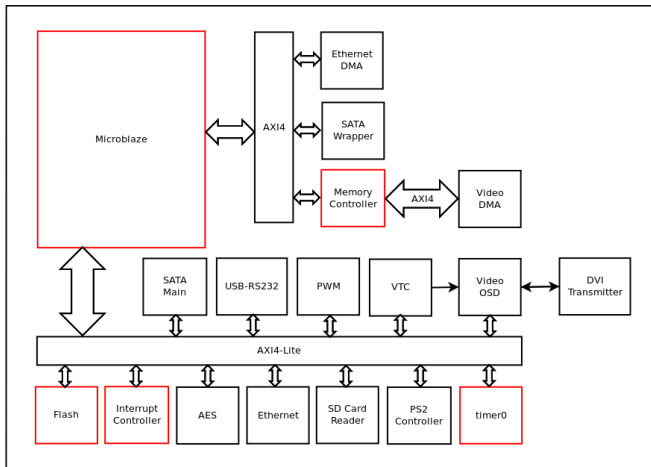 Ethernet
DMA
Microblaze
AXI4
SATA
Wrapper
Memory
Controller
AXI4
Video
DMA
SATA
Main
USB-RS232
PWM
VTC
Video
OSD
DVI
Transmitter
AXI4-Lite
Flash
Interrupt
Controller
AES
Ethernet
SD Card
Reader
PS2
Controller
timer0